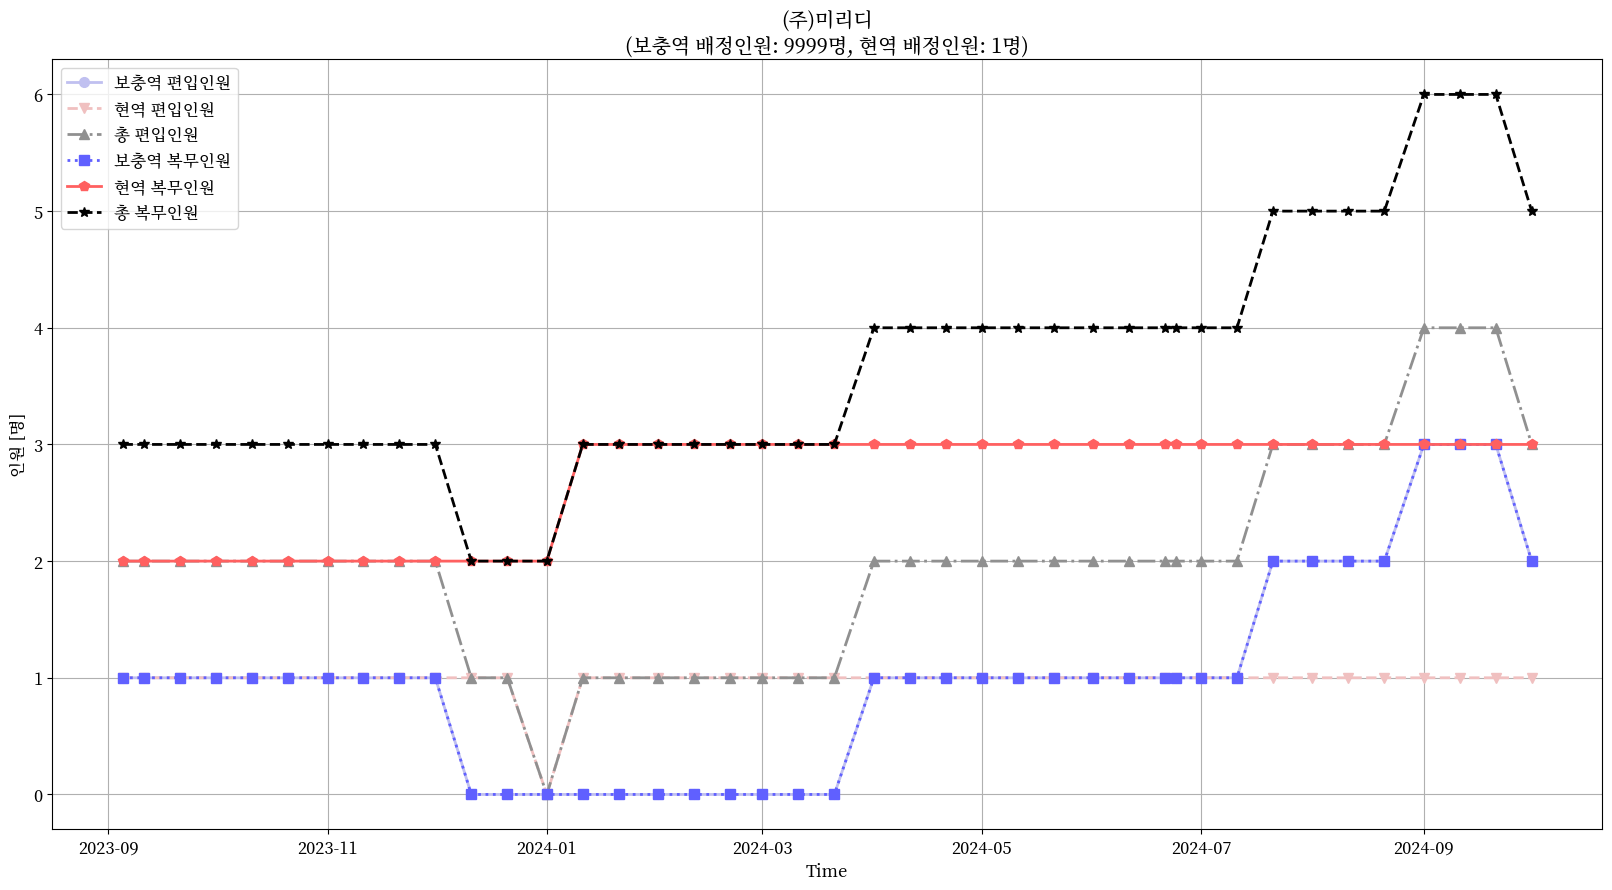 (주)미리디
(보충역 배정인원: 9999명, 현역 배정인원: 1명)
보충역 편입인원
현역 편입인원
총 편입인원
보충역 복무인원
현역 복무인원
총 복무인원
인원 [명]
6
5
4
3
2
1
0
2023-09
2023-11
2024-01
2024-03
2024-05
2024-07
2024-09
Time